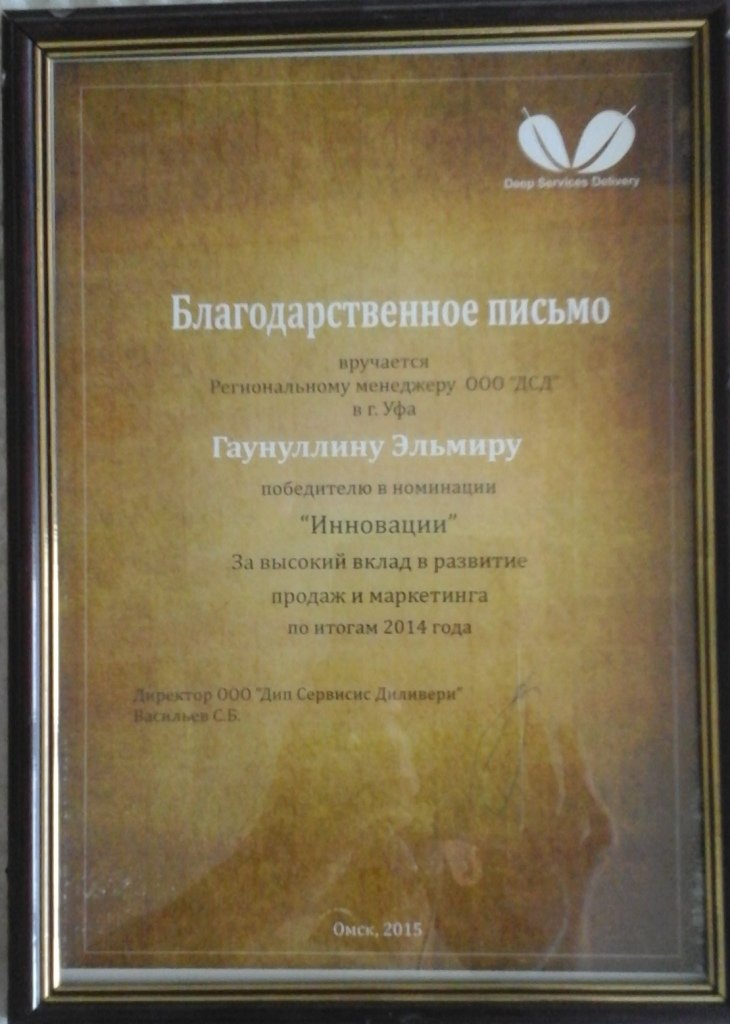 Deep Services Delivery
Благодарственное письмо
вручается
Региональному менеджеру ООО "ДСД"
в г. Уфа
Гаунуллину Эльмиру
победителю в номинации
“Инновации”
За высокий вклад в развитие
продаж и маркетинга
по итогам 2014 года
Директор ООО "Дип Сервисис Диливери"
Васильев С.Б.
Омск, 2015